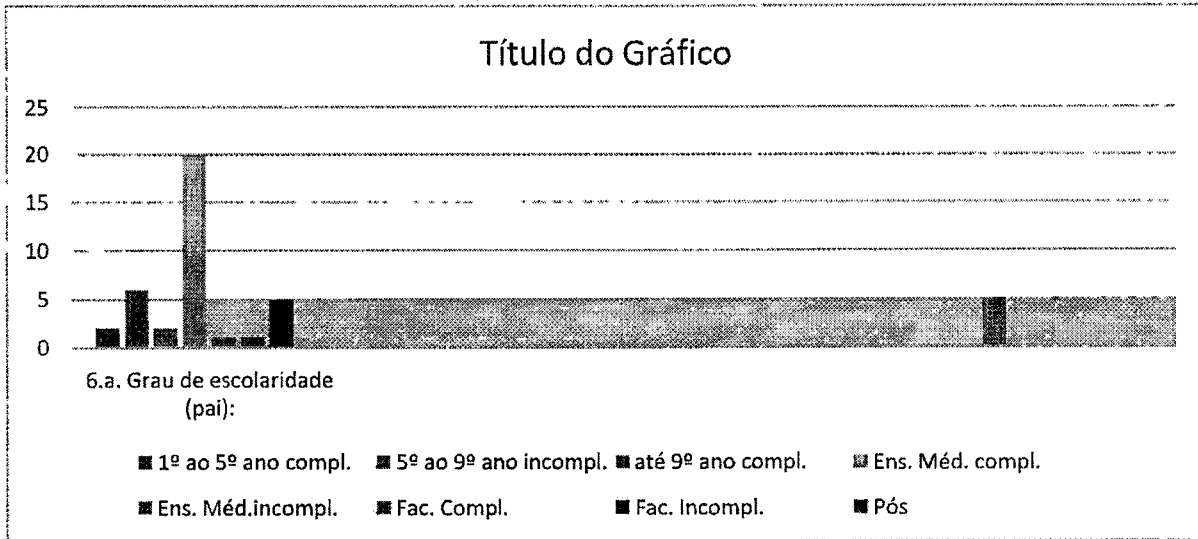 Título do Gráfico
25
20
15
10
5
0
6.a. Grau de escolaridade
(pai):
1º ao 5º ano compl. 5º ao 9º ano incompl. até 9º ano compl. Ens. Méd. compl.
Ens. Méd.incompl. Fac. Compl. Fac. Incompl. Pós